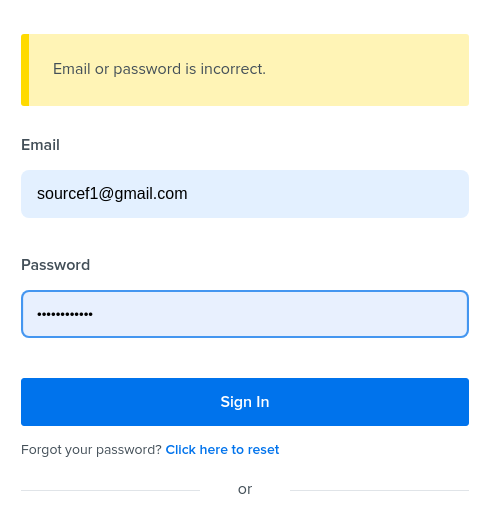 Email or password is incorrect.
Email
sourcef1@gmail.com
Password
••••••••••••
Sign In
Forgot your password? Click here to reset
or